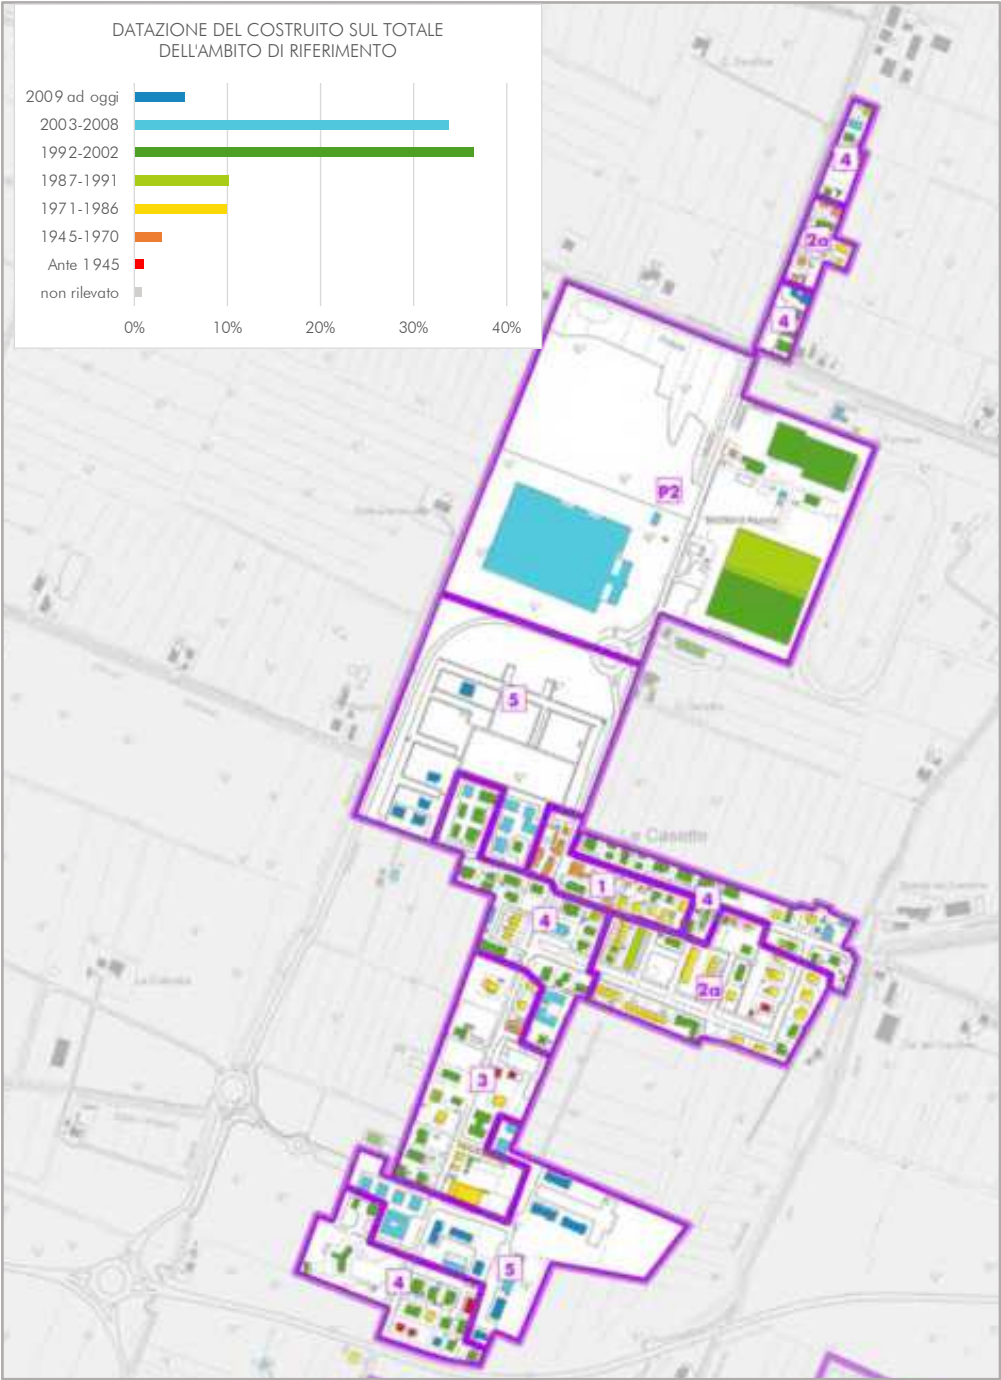 DATAZIONE DEL COSTRUITO SUL TOTALE
DELL'AMBITO DI RIFERIMENTO
2009 ad oggi
2003-2008
1992-2002
1987-1991
1971-1986
1945-1970
Ante 1945
non rilevato
0%
10%
20%
30%
40%
4
2a
4
P2
5
Le Casette
1
4
4
2a
3
5
4